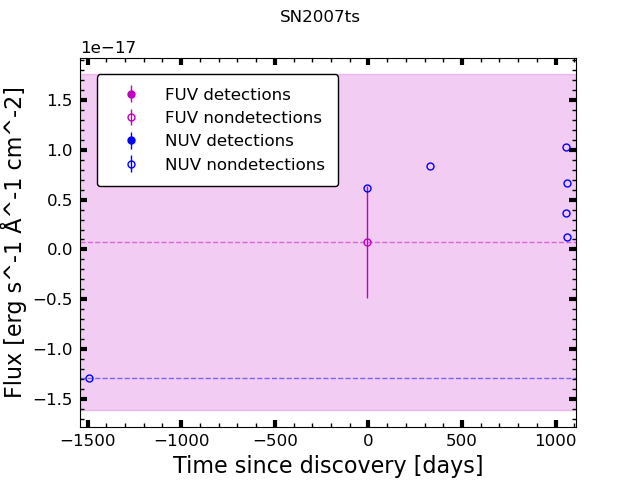 SN2007ts
1e−17
FUV detections
FUV nondetections
NUV detections
NUV nondetections
1.5
1.0
0.5
0.0
−0.5
−1.0
−1.5
Flux [erg s^-1 Å^-1 cm^-2]
−1500 −1000 −500 0 500 1000
Time since discovery [days]